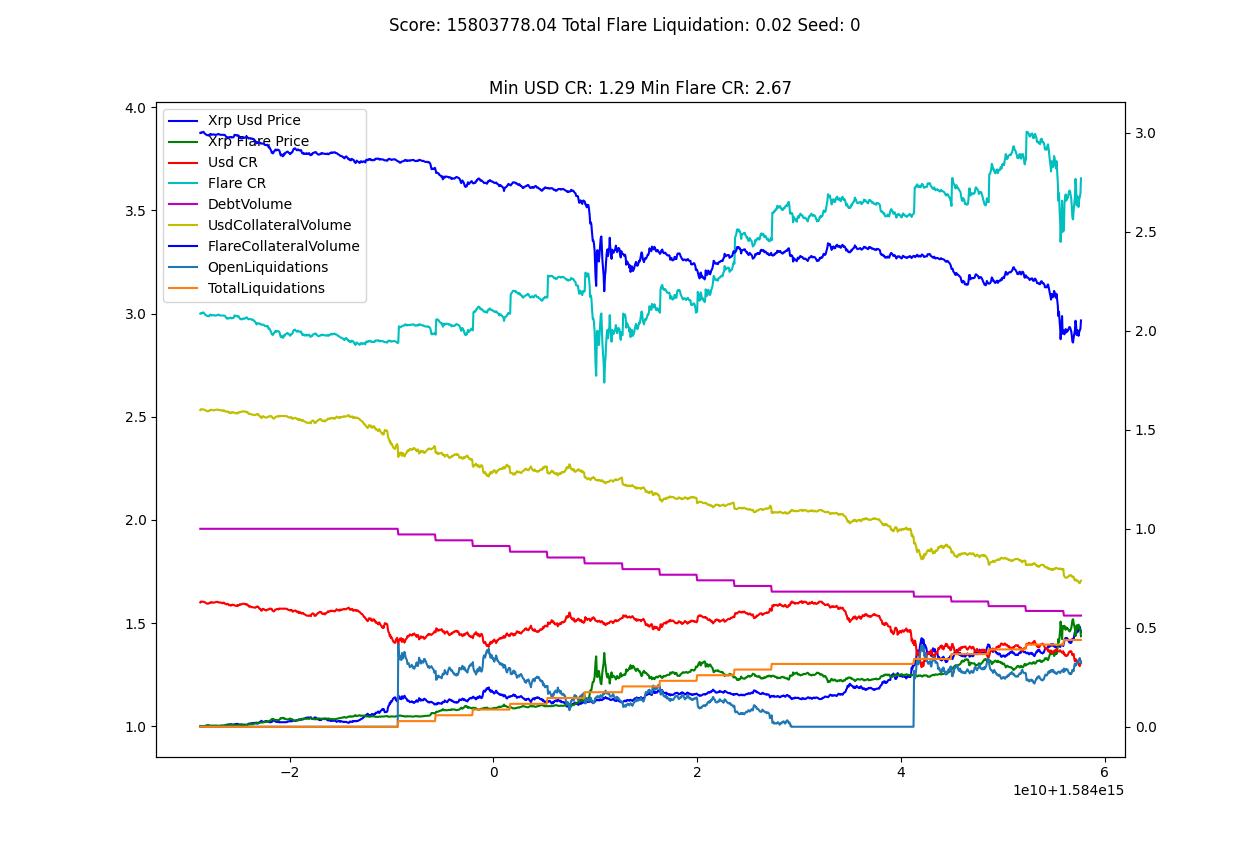 Score: 15803778.04 Total Flare Liquidation: 0.02 Seed: 0
Min USD CR: 1.29 Min Flare CR: 2.67
4.0
3.5
3.0
2.5
2.0
1.5
1.0
Xrp Usd Price
Xrp Flare Price
Usd CR
Flare CR
DebtVolume
UsdCollateralVolume
FlareCollateralVolume
OpenLiquidations
TotalLiquidations
3.0
2.5
2.0
1.5
1.0
0.5
0.0
−2 0 2 4 6
1e10+1.584e15